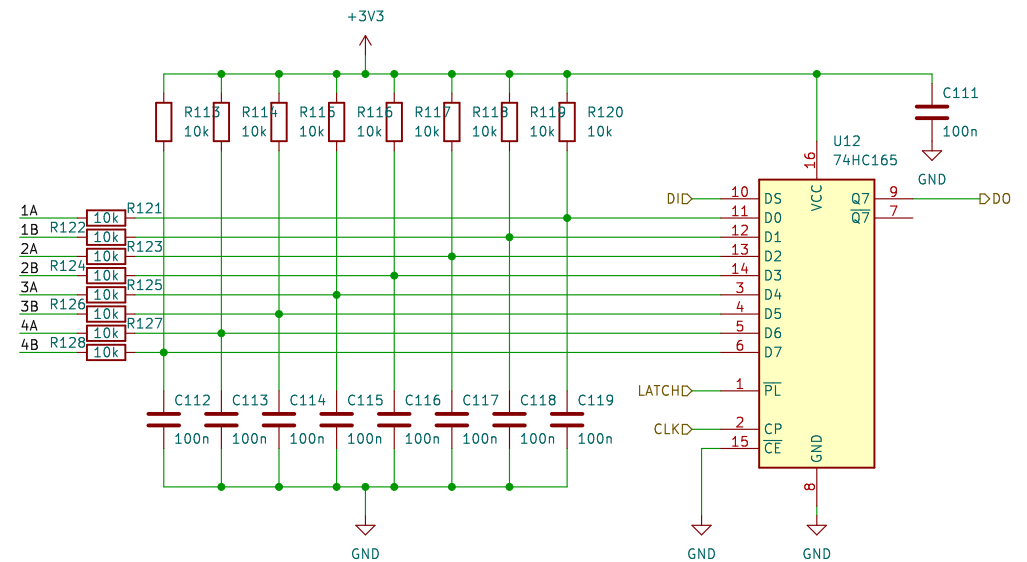 +3V3
R113 R114 R115 R116 R117 R118 R119 R120
10k 10k 10k 10k 10k 10k 10k 10k
C111
100n
GND
U12
74HC165
16
VCC
1A 10k R121
1B R122 10k
2A 10k R123
2B R124 10k
3A 10k R125
3B R126 10k
4A 10k R127
4B R128 10k
DI 10 DS Q7 9 DO
11 D0 Q7 7
12 D1
13 D2
14 D3
3 D4
4 D5
5 D6
6 D7
LATCH 1 PL
CLK 2 CP
15 CE
GND
8
C112 C113 C114 C115 C116 C117 C118 C119
100n 100n 100n 100n 100n 100n 100n 100n
GND GND GND